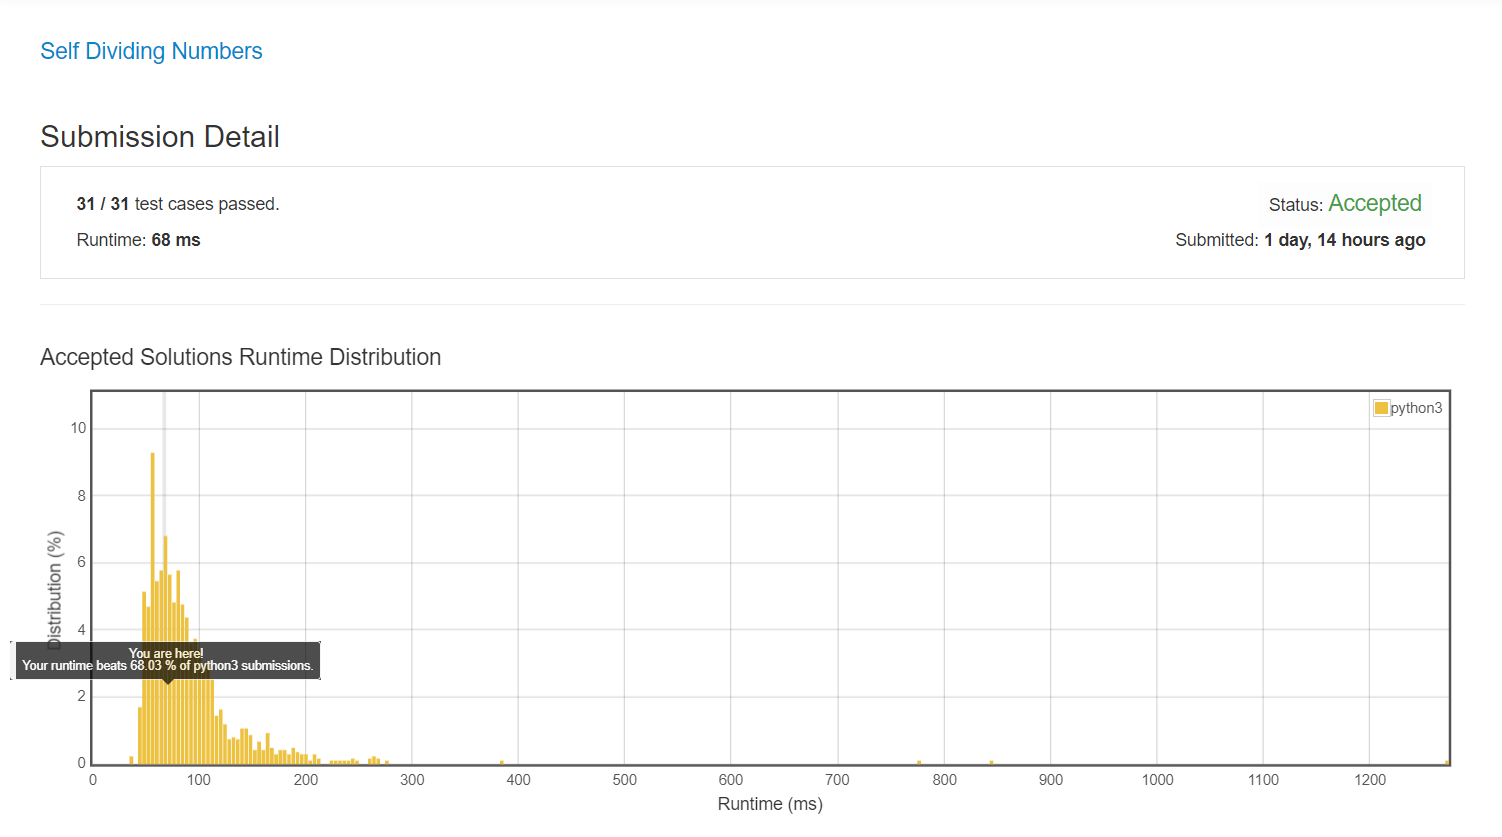 Self Dividing Numbers
Submission Detail
31 / 31 test cases passed.
Status: Accepted
Runtime: 68 ms
Submitted: 1 day, 14 hours ago
Accepted Solutions Runtime Distribution
python3
Distribution (%)
10
8
6
4
2
0
You are here!
Your runtime beats 68.03 % of python3 submissions.
0 100 200 300 400 500 600 700 800 900 1000 1100 1200
Runtime (ms)